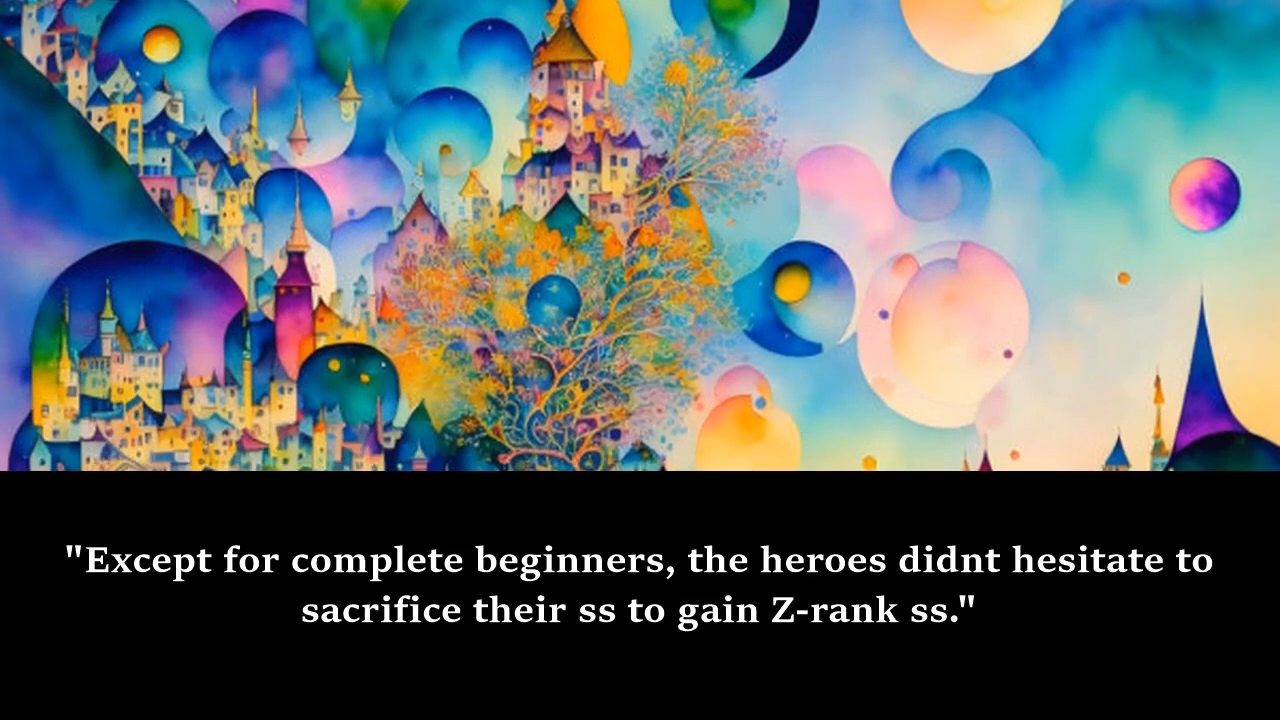 "Except for complete beginners, the heroes didnt hesitate to
sacrifice their ss to gain Z-rank ss."